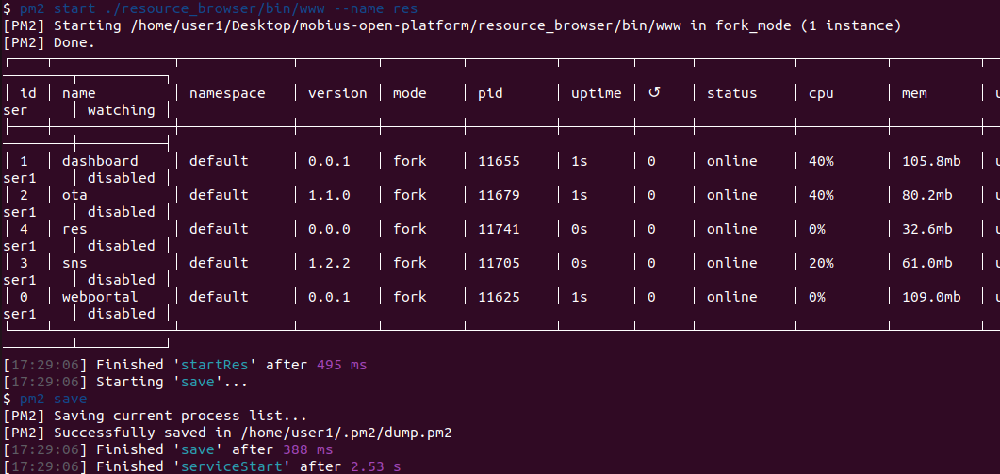 $ pm2 start ./resource_browser/bin/www --name res
[PM2] Starting /home/user1/Desktop/mobius-open-platform/resource_browser/bin/www in fork_mode (1 instance)
[PM2] Done.
│ id │ name │ namespace │ version │ mode │ pid │ uptime │ ↺ │ status │ cpu │ mem │ u
ser │ watching │
│ 1 │ dashboard │ default │ 0.0.1 │ fork │ 11655 │ 1s │ 0 │ online │ 40% │ 105.8mb │ u
ser1 │ disabled │
│ 2 │ ota │ default │ 1.1.0 │ fork │ 11679 │ 1s │ 0 │ online │ 40% │ 80.2mb │ u
ser1 │ disabled │
│ 4 │ res │ default │ 0.0.0 │ fork │ 11741 │ 0s │ 0 │ online │ 0% │ 32.6mb │ u
ser1 │ disabled │
│ 3 │ sns │ default │ 1.2.2 │ fork │ 11705 │ 0s │ 0 │ online │ 20% │ 61.0mb │ u
ser1 │ disabled │
│ 0 │ webportal │ default │ 0.0.1 │ fork │ 11625 │ 1s │ 0 │ online │ 0% │ 109.0mb │ u
ser1 │ disabled │
[17:29:06] Finished 'startRes' after 495 ms
[17:29:06] Starting 'save'...
$ pm2 save
[PM2] Saving current process list...
[PM2] Successfully saved in /home/user1/.pm2/dump.pm2
[17:29:06] Finished 'save' after 388 ms
[17:29:06] Finished 'serviceStart' after 2.53 s